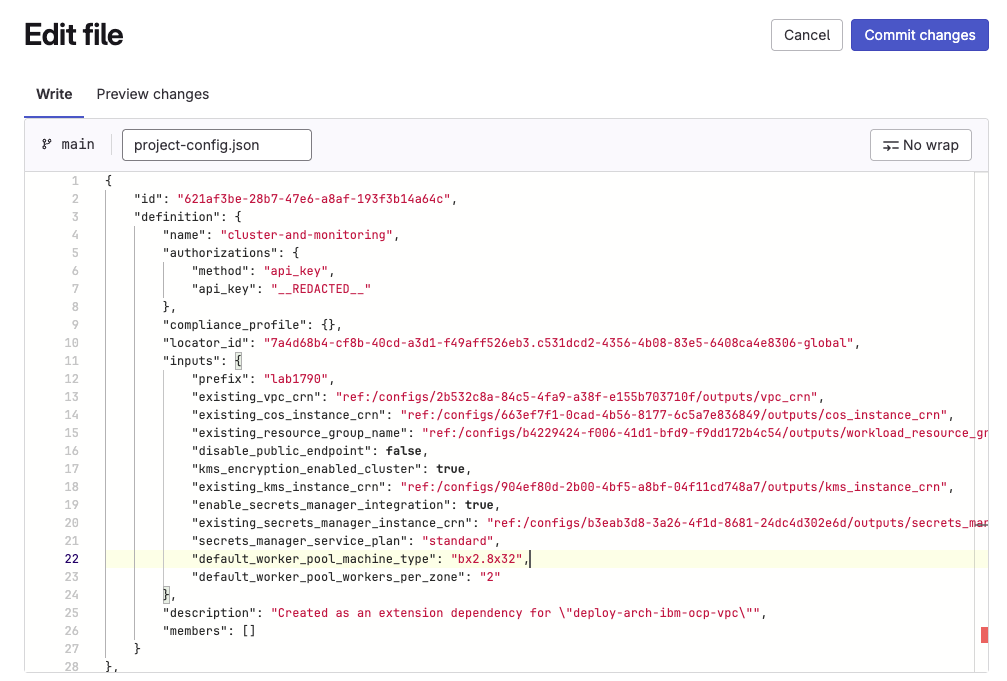 Edit file
Cancel
Commit changes
Write
Preview changes
main
project-config.json
No wrap
1 {
2 "id": "621af3be-28b7-47e6-a8af-193f3b14a64c",
3 "definition": {
4 "name": "cluster-and-monitoring",
5 "authorizations": {
6 "method": "api_key",
7 "api_key": "__REDACTED__"
8 },
9 "compliance_profile": {},
10 "locator_id": "7a4d68b4-cf8b-40cd-a3d1-f49aff526eb3.c531dcd2-4356-4b08-83e5-6408ca4e8306-global",
11 "inputs": {
12 "prefix": "lab1790",
13 "existing_vpc_crn": "ref:/configs/2b532c8a-84c5-4fa9-a38f-e155b703710f/outputs/vpc_crn",
14 "existing_cos_instance_crn": "ref:/configs/663ef7f1-0cad-4b56-8177-6c5a7e836849/outputs/cos_instance_crn",
15 "existing_resource_group_name": "ref:/configs/b4229424-f006-41d1-bfd9-f9dd172b4c54/outputs/workload_resource_gr
16 "disable_public_endpoint": false,
17 "kms_encryption_enabled_cluster": true,
18 "existing_kms_instance_crn": "ref:/configs/904ef80d-2b00-4bf5-a8bf-04f11cd748a7/outputs/kms_instance_crn",
19 "enable_secrets_manager_integration": true,
20 "existing_secrets_manager_instance_crn": "ref:/configs/b3eab3d8-3a26-4f1d-8681-24dc4d302e6d/outputs/secrets_man
21 "secrets_manager_service_plan": "standard",
22 "default_worker_pool_machine_type": "bx2.8x32",
23 "default_worker_pool_workers_per_zone": "2"
24 },
25 "description": "Created as an extension dependency for \"deploy-arch-ibm-ocp-vpc\"",
26 "members": []
27 }
28 },